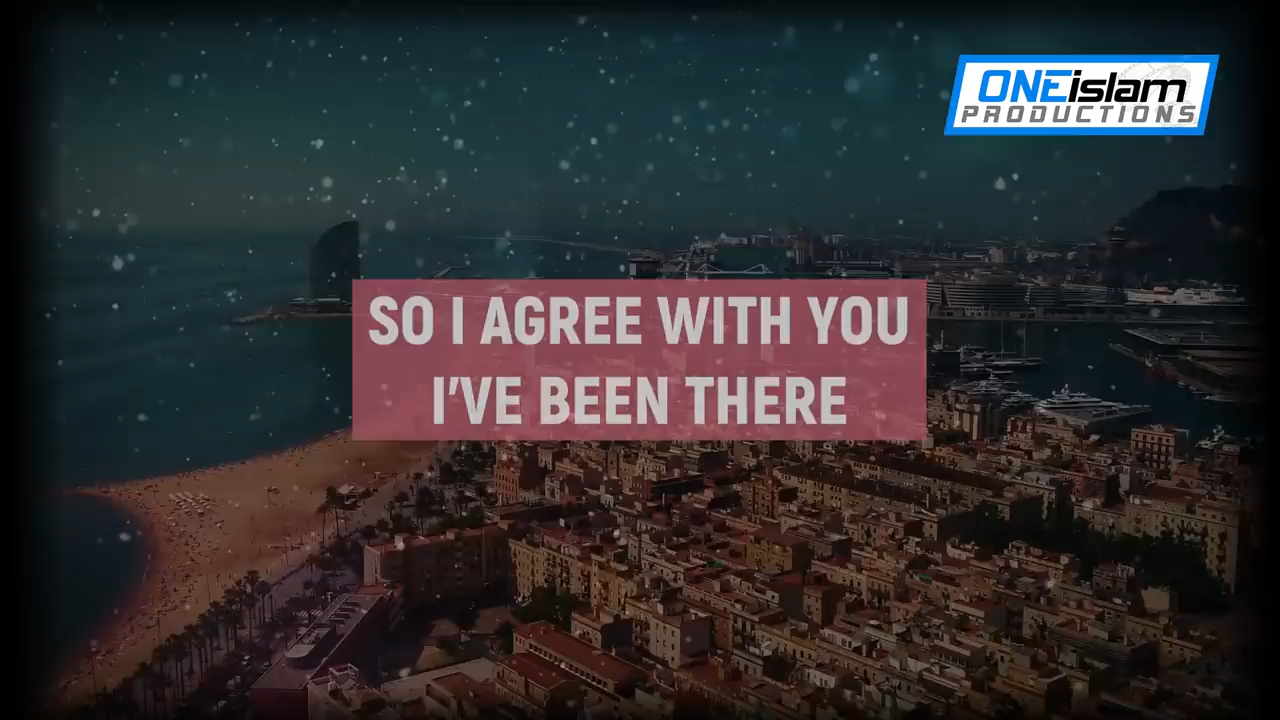 ONEislam
PRODUCTIONS
SO I AGREE WITH YOU
I'VE BEEN THERE